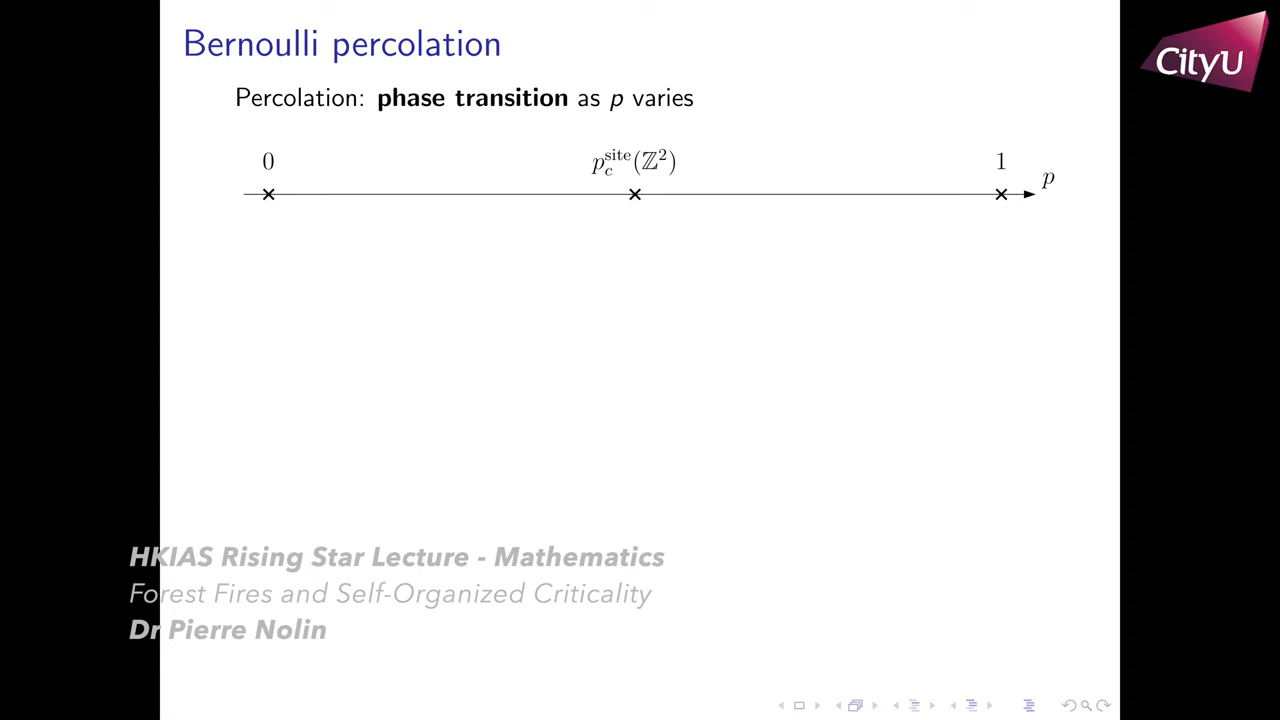 Bernoulli percolation
CityU
Percolation: phase transition as p varies
0 p_c^site(ℤ²) 1 p
HKIAS Rising Star Lecture - Mathematics
Forest Fires and Self-Organized Criticality
Dr Pierre Nolin